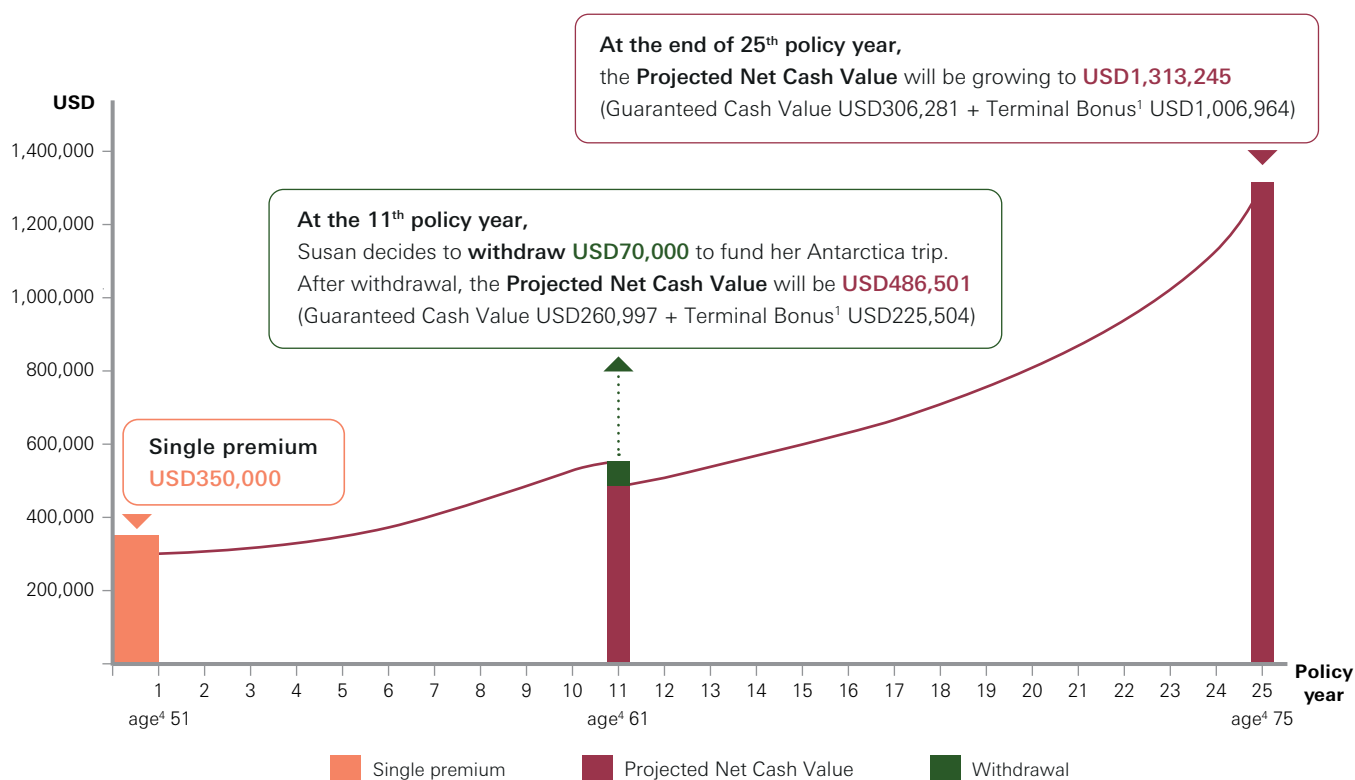 At the end of 25th policy year,
the Projected Net Cash Value will be growing to USD1,313,245
(Guaranteed Cash Value USD306,281 + Terminal Bonus¹ USD1,006,964)
USD
1,400,000
1,200,000
1,000,000
800,000
600,000
400,000
200,000
At the 11th policy year,
Susan decides to withdraw USD70,000 to fund her Antarctica trip.
After withdrawal, the Projected Net Cash Value will be USD486,501
(Guaranteed Cash Value USD260,997 + Terminal Bonus¹ USD225,504)
Single premium
USD350,000
1 2 3 4 5 6 7 8 9 10 11 12 13 14 15 16 17 18 19 20 21 22 23 24 25
Policy
year
age⁴ 51 age⁴ 61 age⁴ 75
Single premium Projected Net Cash Value Withdrawal